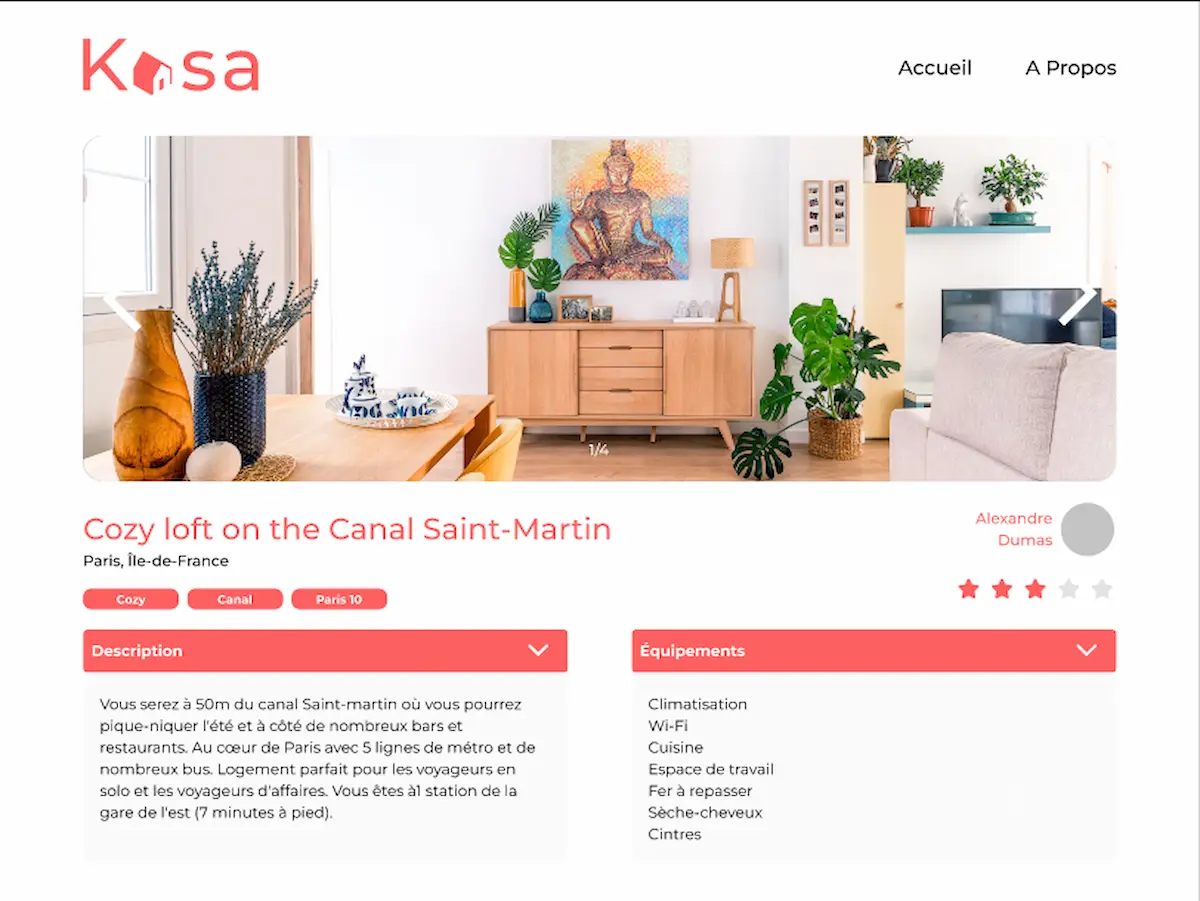 Kasa
Accueil
A Propos
1/4
Cozy loft on the Canal Saint-Martin
Paris, Île-de-France
Alexandre
Dumas
Cozy
Canal
Paris 10
Description
Vous serez à 50m du canal Saint-martin où vous pourrez
pique-niquer l'été et à côté de nombreux bars et
restaurants. Au cœur de Paris avec 5 lignes de métro et de
nombreux bus. Logement parfait pour les voyageurs en
solo et les voyageurs d'affaires. Vous êtes à1 station de la
gare de l'est (7 minutes à pied).
Équipements
Climatisation
Wi-Fi
Cuisine
Espace de travail
Fer à repasser
Sèche-cheveux
Cintres